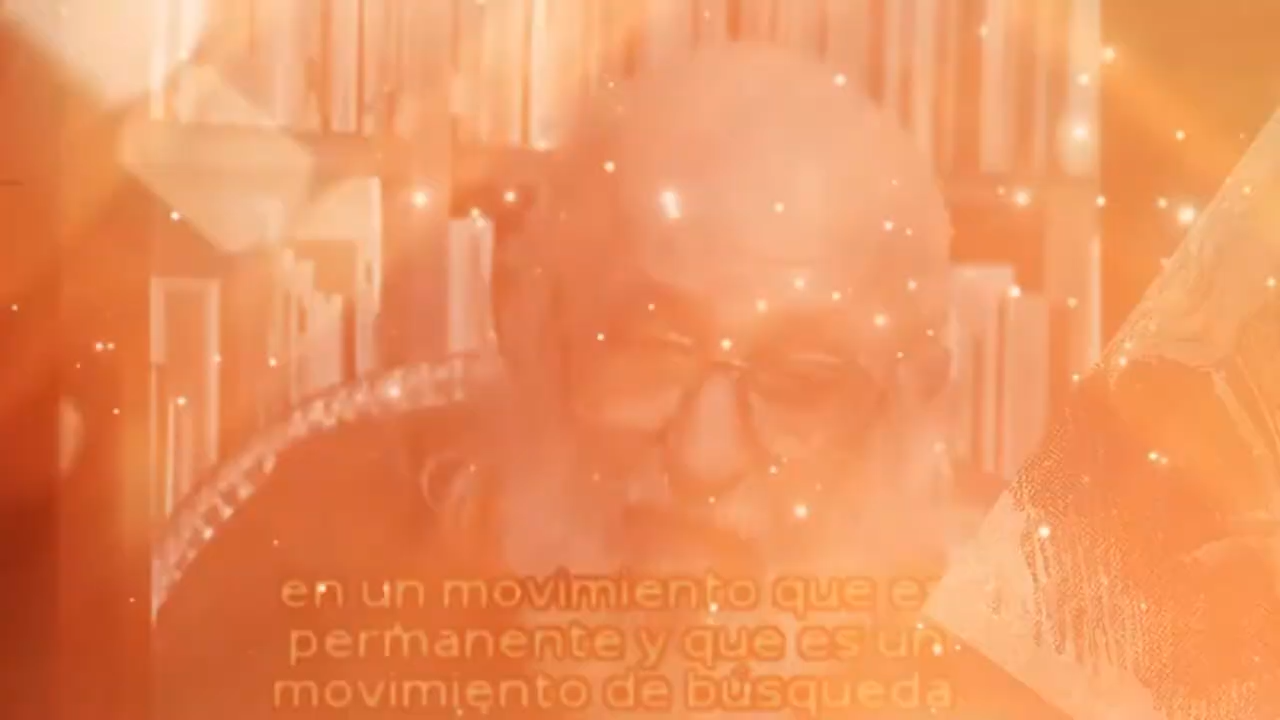 en un movimiento que es
permanente y que es un
movimiento de búsqueda